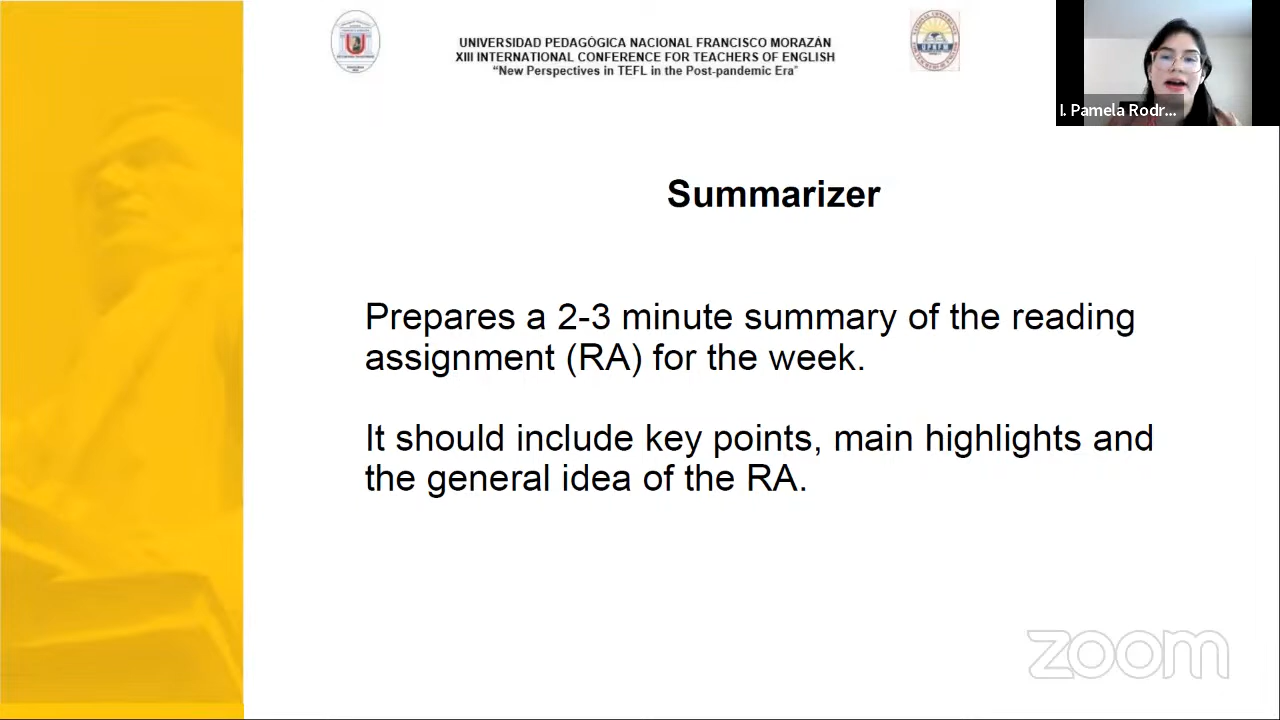 UNIVERSIDAD PEDAGÓGICA NACIONAL FRANCISCO MORAZÁN
XIII INTERNATIONAL CONFERENCE FOR TEACHERS OF ENGLISH
“New Perspectives in TEFL in the Post-pandemic Era”
I. Pamela Rodr...
Summarizer
Prepares a 2-3 minute summary of the reading
assignment (RA) for the week.
It should include key points, main highlights and
the general idea of the RA.
zoom